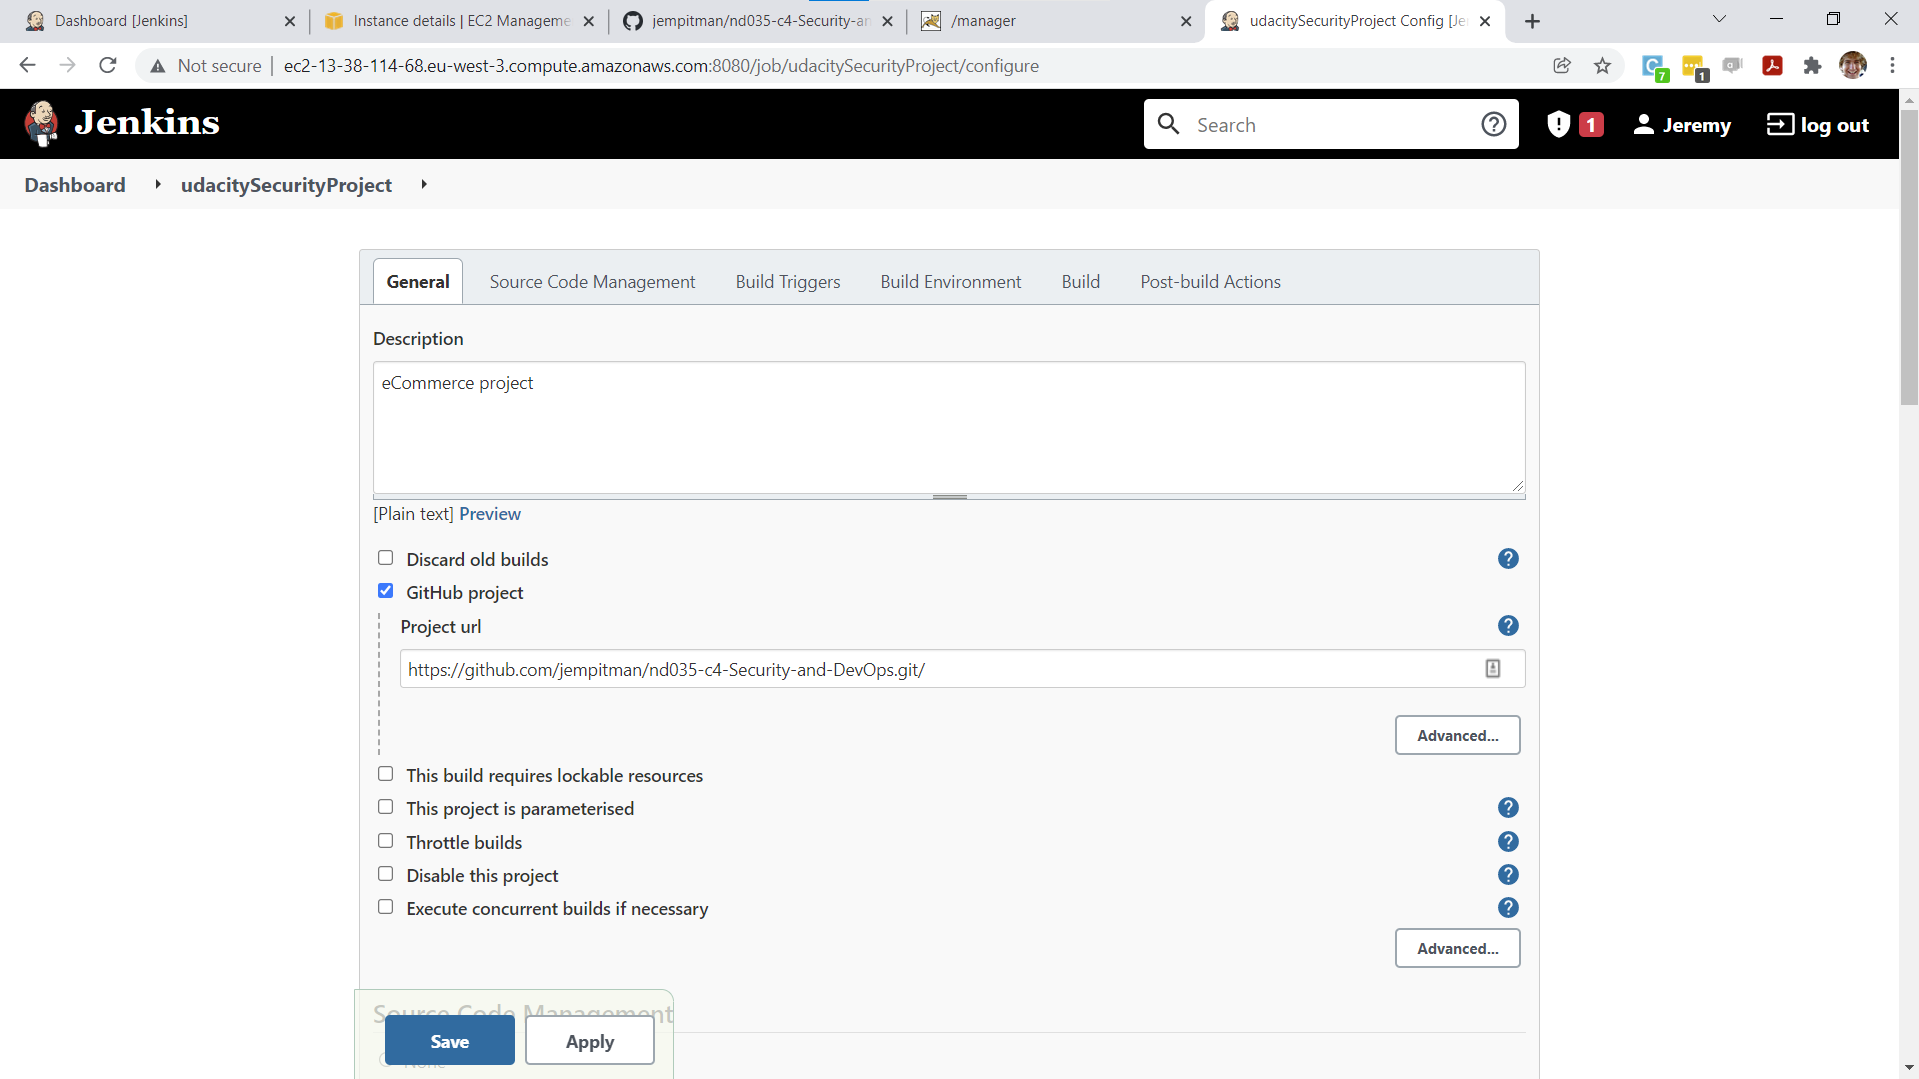 Dashboard [Jenkins]
Instance details | EC2 Manageme
jempitman/nd035-c4-Security-an
/manager
udacitySecurityProject Config [Je
Not secure
ec2-13-38-114-68.eu-west-3.compute.amazonaws.com:8080/job/udacitySecurityProject/configure
7
1
Jenkins
Search
1
Jeremy
log out
Dashboard
udacitySecurityProject
General
Source Code Management
Build Triggers
Build Environment
Build
Post-build Actions
Description
eCommerce project
[Plain text] Preview
Discard old builds
GitHub project
Project url
https://github.com/jempitman/nd035-c4-Security-and-DevOps.git/
Advanced...
This build requires lockable resources
This project is parameterised
Throttle builds
Disable this project
Execute concurrent builds if necessary
Advanced...
Source Code Management
Save
Apply
None